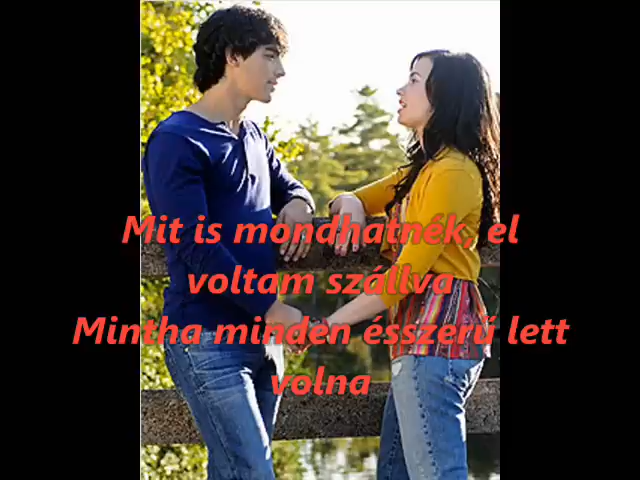 Mit is mondhatnék, el
voltam szállva
Mintha minden ésszerű lett
volna